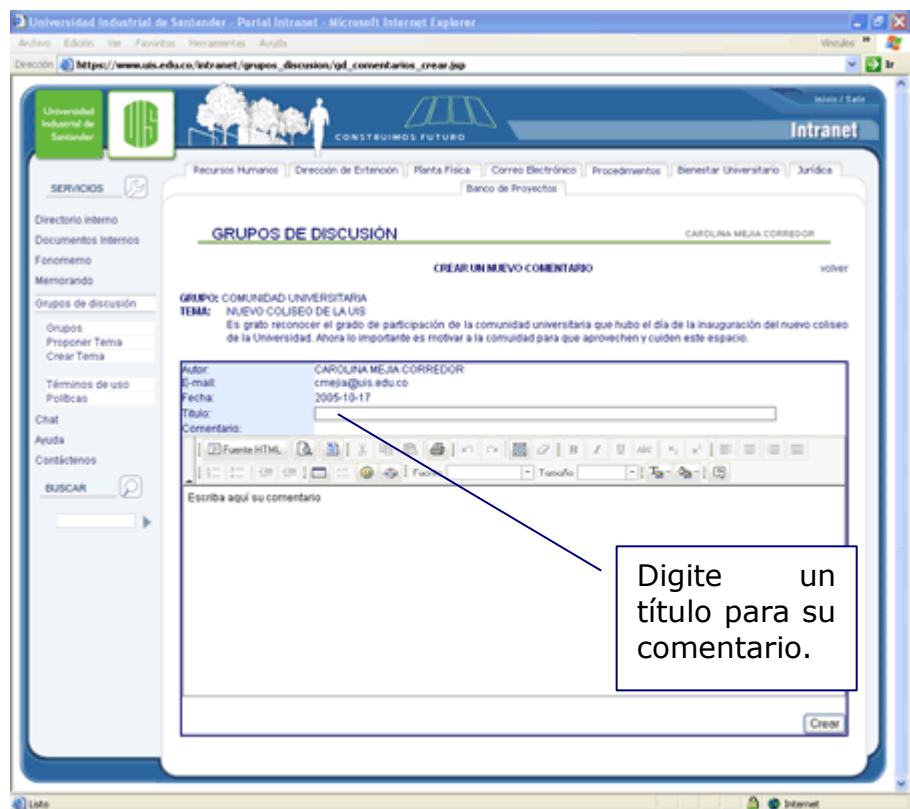 Universidad Industrial de Santander - Portal Intranet - Microsoft Internet Explorer
Archivo Edición Ver Favoritos Herramientas Ayuda
Vínculos
Dirección https://www.uis.edu.co/intranet/grupos_discusion/gd_comentarios_crear.jsp
Ir
Universidad
Industrial de
Santander
CONSTRUIMOS FUTURO
Inicio / Salir
Intranet
Recursos Humanos Dirección de Extención Planta Física Correo Electrónico Procedimientos Bienestar Universitario Jurídica
Banco de Proyectos
SERVICIOS
Directorio interno
Documentos Internos
Fonomemo
Memorando
Grupos de discusión
Grupos
Proponer Tema
Crear Tema
Términos de uso
Políticas
Chat
Ayuda
Contáctenos
BUSCAR
GRUPOS DE DISCUSIÓN
CAROLINA MEJIA CORREDOR
CREAR UN NUEVO COMENTARIO
volver
GRUPO: COMUNIDAD UNIVERSITARIA
TEMA: NUEVO COLISEO DE LA UIS
Es grato reconocer el grado de participación de la comunidad universitaria que hubo el día de la inauguración del nuevo coliseo
de la Universidad. Ahora lo importante es motivar a la comuidad para que aprovechen y cuiden este espacio.
Autor: CAROLINA MEJIA CORREDOR
E-mail: cmejia@uis.edu.co
Fecha: 2005-10-17
Título:
Comentario:
Fuente HTML
B I U ABC
Tamaño
Escriba aquí su comentario
Digite un
título para su
comentario.
Crear
Listo
Internet